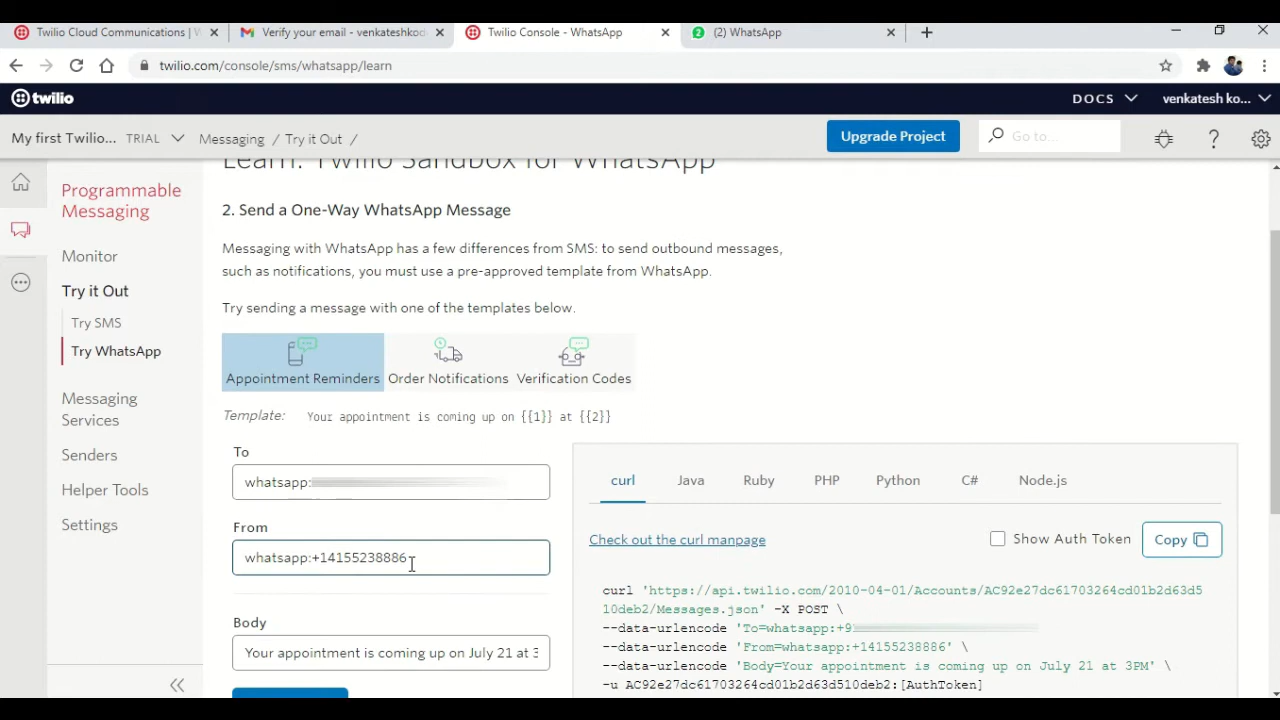 Twilio Cloud Communications | W
Verify your email - venkateshkod
Twilio Console - WhatsApp
2
(2) WhatsApp
twilio.com/console/sms/whatsapp/learn
twilio
DOCS
venkatesh ko...
My first Twilio... TRIAL
Messaging / Try it Out /
Upgrade Project
Go to...
Learn: Twilio Sandbox for WhatsApp
Programmable
Messaging
Monitor
Try it Out
Try SMS
Try WhatsApp
Messaging
Services
Senders
Helper Tools
Settings
2. Send a One-Way WhatsApp Message
Messaging with WhatsApp has a few differences from SMS: to send outbound messages,
such as notifications, you must use a pre-approved template from WhatsApp.
Try sending a message with one of the templates below.
Appointment Reminders
Order Notifications
Verification Codes
Template: Your appointment is coming up on {{1}} at {{2}}
To
whatsapp:
From
whatsapp:+14155238886
Body
Your appointment is coming up on July 21 at 3
curl
Java
Ruby
PHP
Python
C#
Node.js
Check out the curl manpage
Show Auth Token
Copy
curl 'https://api.twilio.com/2010-04-01/Accounts/AC92e27dc61703264cd01b2d63d5
10deb2/Messages.json' -X POST \
--data-urlencode 'To=whatsapp:+9
--data-urlencode 'From=whatsapp:+14155238886' \
--data-urlencode 'Body=Your appointment is coming up on July 21 at 3PM' \
-u AC92e27dc61703264cd01b2d63d510deb2:[AuthToken]